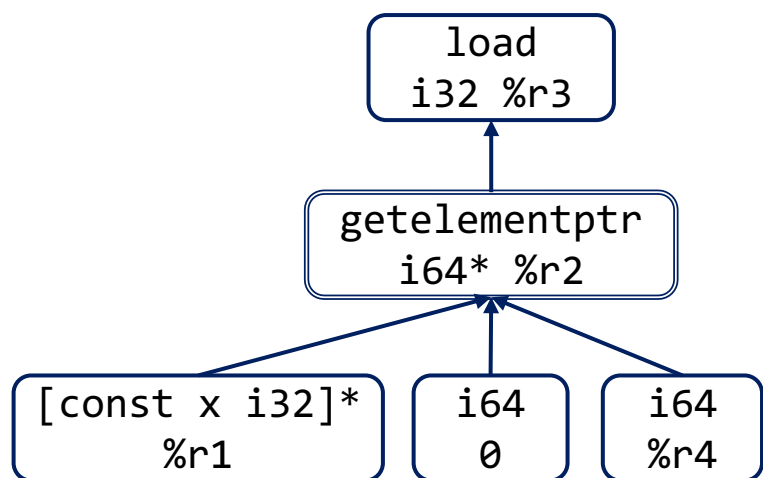 load
i32 %r3
getelementptr
i64* %r2
[const x i32]*
%r1
i64
0
i64
%r4